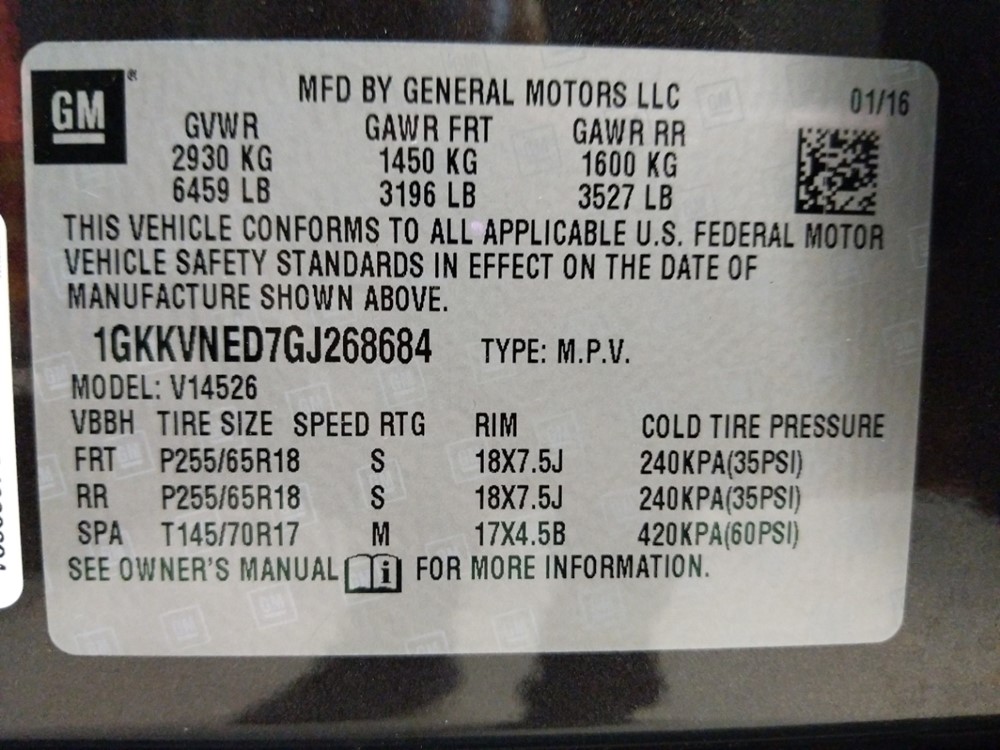 GM®
MFD BY GENERAL MOTORS LLC
01/16
GVWR GAWR FRT GAWR RR
2930 KG 1450 KG 1600 KG
6459 LB 3196 LB 3527 LB
THIS VEHICLE CONFORMS TO ALL APPLICABLE U.S. FEDERAL MOTOR
VEHICLE SAFETY STANDARDS IN EFFECT ON THE DATE OF
MANUFACTURE SHOWN ABOVE.
1GKKVNED7GJ268684 TYPE: M.P.V.
MODEL: V14526
VBBH TIRE SIZE SPEED RTG RIM COLD TIRE PRESSURE
FRT P255/65R18 S 18X7.5J 240KPA(35PSI)
RR P255/65R18 S 18X7.5J 240KPA(35PSI)
SPA T145/70R17 M 17X4.5B 420KPA(60PSI)
SEE OWNER'S MANUAL i FOR MORE INFORMATION.